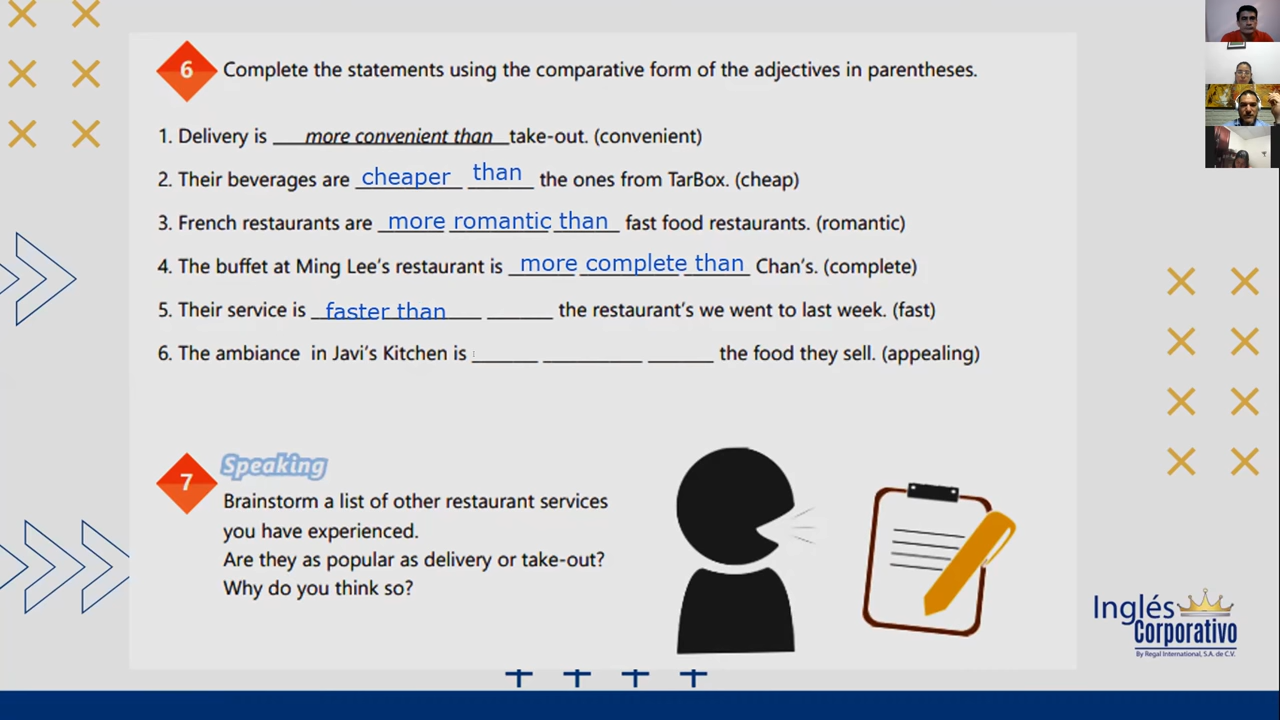 6 Complete the statements using the comparative form of the adjectives in parentheses.
1. Delivery is more convenient than take-out. (convenient)
2. Their beverages are cheaper than the ones from TarBox. (cheap)
3. French restaurants are more romantic than fast food restaurants. (romantic)
4. The buffet at Ming Lee's restaurant is more complete than Chan's. (complete)
5. Their service is faster than the restaurant's we went to last week. (fast)
6. The ambiance in Javi's Kitchen is ______ _________ ______ the food they sell. (appealing)
7 Speaking
Brainstorm a list of other restaurant services
you have experienced.
Are they as popular as delivery or take-out?
Why do you think so?
Inglés
Corporativo
By Regal International, S.A. de C.V.